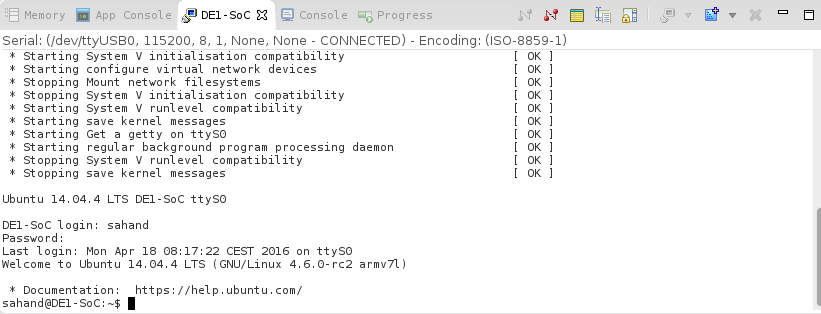 Memory App Console DE1-SoC Console Progress
Serial: (/dev/ttyUSB0, 115200, 8, 1, None, None - CONNECTED) - Encoding: (ISO-8859-1)
* Starting System V initialisation compatibility [ OK ]
* Starting configure virtual network devices [ OK ]
* Stopping Mount network filesystems [ OK ]
* Stopping System V initialisation compatibility [ OK ]
* Starting System V runlevel compatibility [ OK ]
* Starting save kernel messages [ OK ]
* Starting Get a getty on ttyS0 [ OK ]
* Starting regular background program processing daemon [ OK ]
* Stopping System V runlevel compatibility [ OK ]
* Stopping save kernel messages [ OK ]
Ubuntu 14.04.4 LTS DE1-SoC ttyS0
DE1-SoC login: sahand
Password:
Last login: Mon Apr 18 08:17:22 CEST 2016 on ttyS0
Welcome to Ubuntu 14.04.4 LTS (GNU/Linux 4.6.0-rc2 armv7l)
* Documentation: https://help.ubuntu.com/
sahand@DE1-SoC:~$